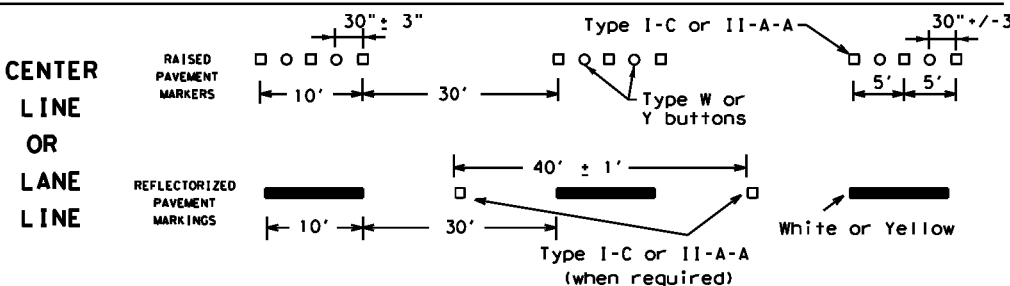 30"± 3"
Type I-C or II-A-A
30"+/-3
CENTER
LINE
OR
LANE
LINE
RAISED
PAVEMENT
MARKERS
10'
30'
Type W or
Y buttons
5'
5'
40' ± 1'
REFLECTORIZED
PAVEMENT
MARKINGS
10'
30'
Type I-C or II-A-A
(when required)
White or Yellow